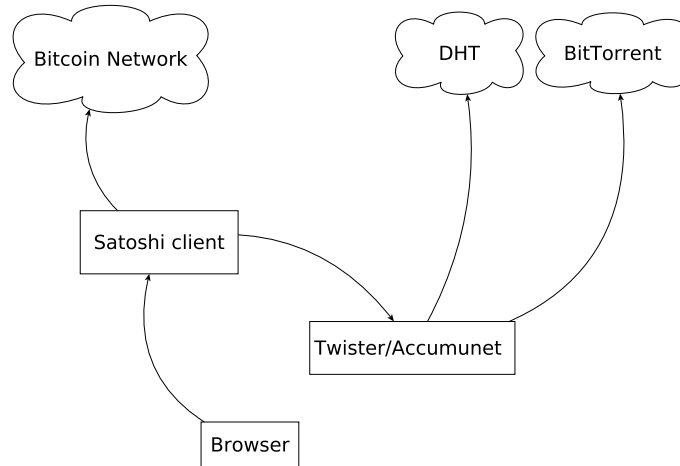 Bitcoin Network
DHT
BitTorrent
Satoshi client
Twister/Accumunet
Browser